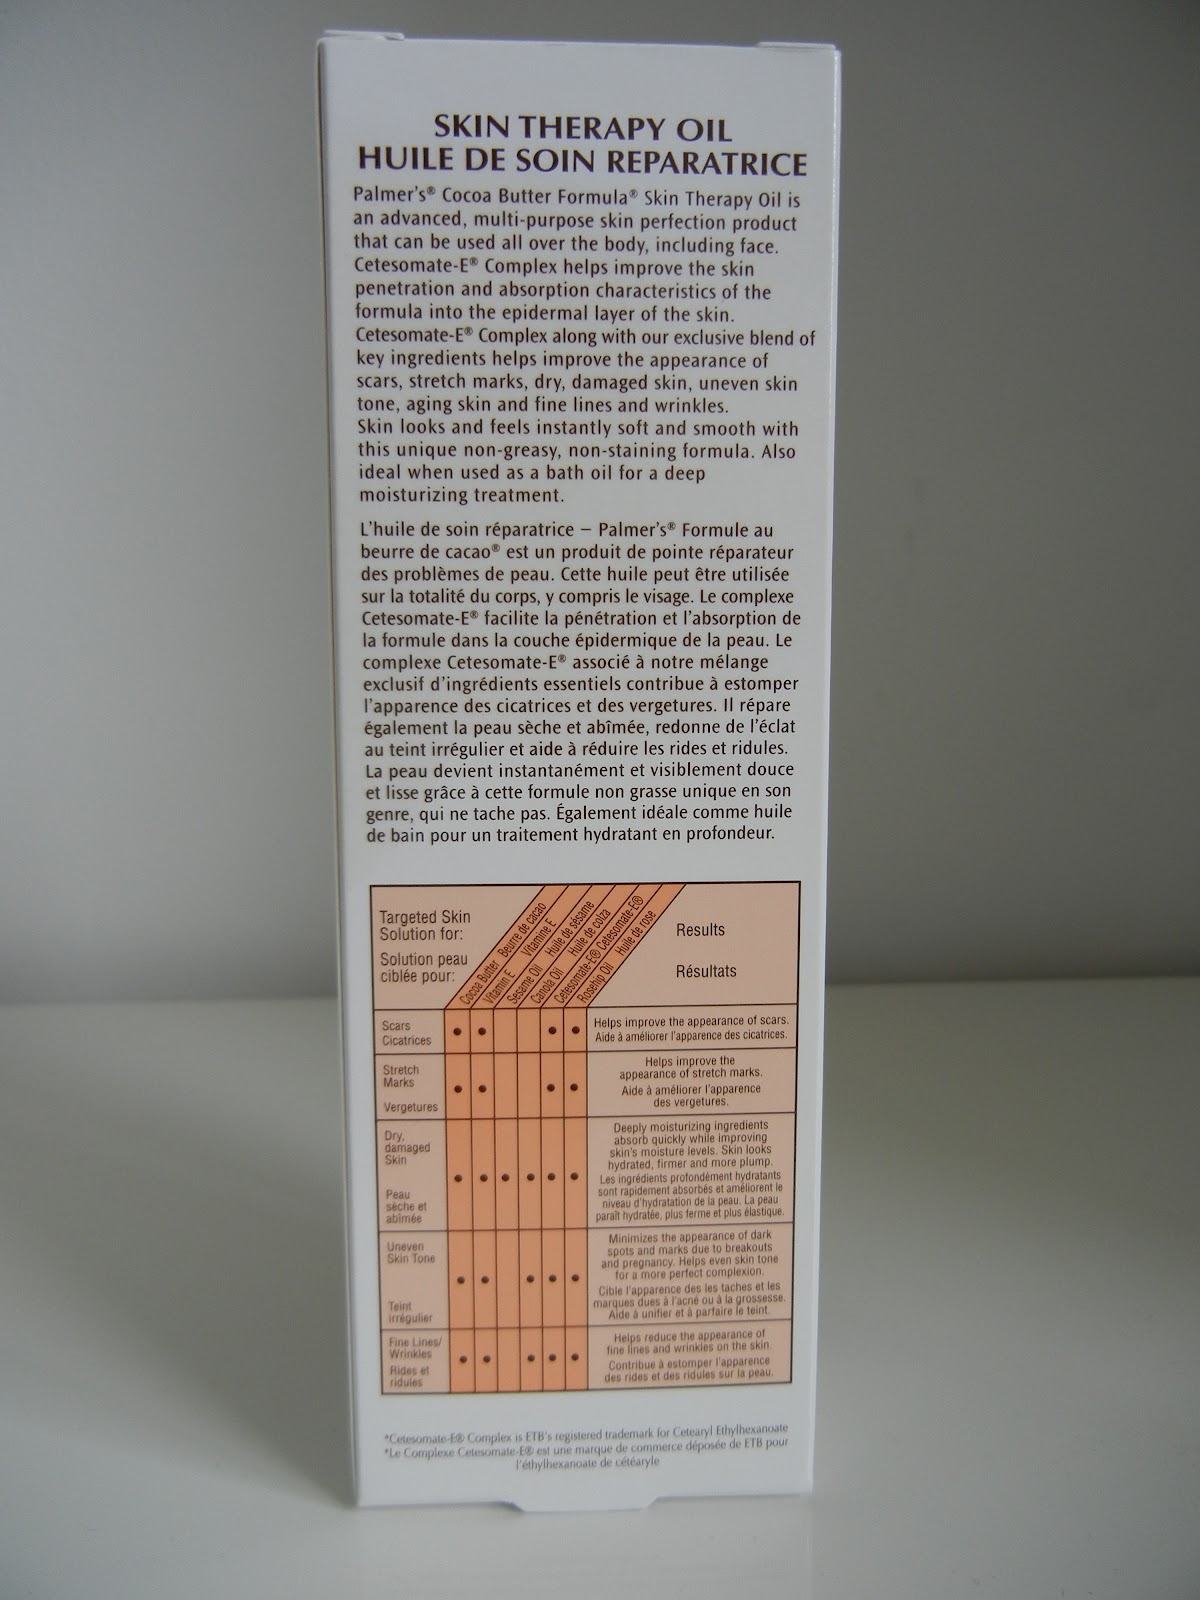 SKIN THERAPY OIL
HUILE DE SOIN REPARATRICE
Palmer's® Cocoa Butter Formula® Skin Therapy Oil is
an advanced, multi-purpose skin perfection product
that can be used all over the body, including face.
Cetesomate-E® Complex helps improve the skin
penetration and absorption characteristics of the
formula into the epidermal layer of the skin.
Cetesomate-E® Complex along with our exclusive blend of
key ingredients helps improve the appearance of
scars, stretch marks, dry, damaged skin, uneven skin
tone, aging skin and fine lines and wrinkles.
Skin looks and feels instantly soft and smooth with
this unique non-greasy, non-staining formula. Also
ideal when used as a bath oil for a deep
moisturizing treatment.
L'huile de soin réparatrice – Palmer's® Formule au
beurre de cacao® est un produit de pointe réparateur
des problèmes de peau. Cette huile peut être utilisée
sur la totalité du corps, y compris le visage. Le complexe
Cetesomate-E® facilite la pénétration et l'absorption de
la formule dans la couche épidermique de la peau. Le
complexe Cetesomate-E® associé à notre mélange
exclusif d'ingrédients essentiels contribue à estomper
l'apparence des cicatrices et des vergetures. Il répare
également la peau sèche et abîmée, redonne de l'éclat
au teint irrégulier et aide à réduire les rides et ridules.
La peau devient instantanément et visiblement douce
et lisse grâce à cette formule non grasse unique en son
genre, qui ne tache pas. Également idéale comme huile
de bain pour un traitement hydratant en profondeur.
Targeted Skin
Solution for:
Solution peau
ciblée pour:
Cocoa Butter Beurre de cacao
Vitamin E Vitamine E
Sesame Oil Huile de sésame
Canola Oil Huile de colza
Cetesomate-E® Cetesomate-E®
Rosehip Oil Huile de rose
Results
Résultats
Scars
Cicatrices
Helps improve the appearance of scars.
Aide à améliorer l'apparence des cicatrices.
Stretch
Marks
Vergetures
Helps improve the
appearance of stretch marks.
Aide à améliorer l'apparence
des vergetures.
Dry,
damaged
Skin
Peau
sèche et
abîmée
Deeply moisturizing ingredients
absorb quickly while improving
skin's moisture levels. Skin looks
hydrated, firmer and more plump.
Les ingrédients profondément hydratants
sont rapidement absorbés et améliorent le
niveau d'hydratation de la peau. La peau
paraît hydratée, plus ferme et plus élastique.
Uneven
Skin Tone
Teint
irrégulier
Minimizes the appearance of dark
spots and marks due to breakouts
and pregnancy. Helps even skin tone
for a more perfect complexion.
Cible l'apparence des les taches et les
marques dues à l'acné ou à la grossesse.
Aide à unifier et à parfaire le teint.
Fine Lines/
Wrinkles
Rides et
ridules
Helps reduce the appearance of
fine lines and wrinkles on the skin.
Contribue à estomper l'apparence
des rides et des ridules sur la peau.
*Cetesomate-E® Complex is ETB's registered trademark for Cetearyl Ethylhexanoate
*Le Complexe Cetesomate-E® est une marque de commerce déposée de ETB pour
l'éthylhexanoate de cétéaryle